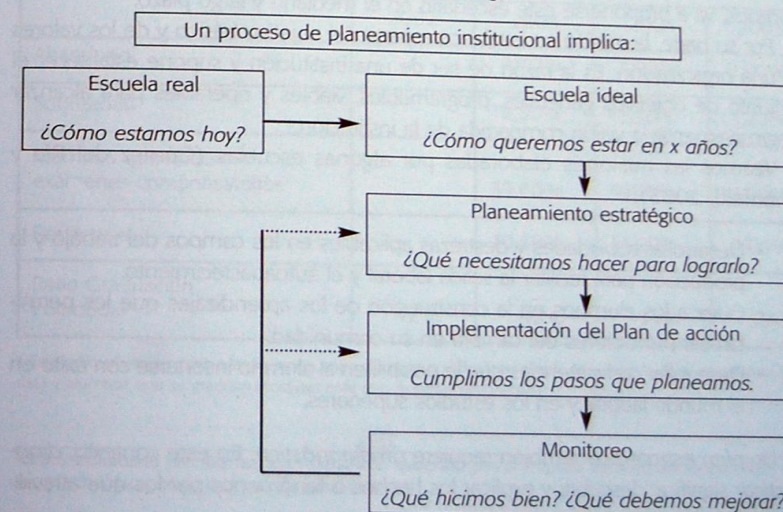 Un proceso de planeamiento institucional implica:
Escuela real
¿Cómo estamos hoy?
Escuela ideal
¿Cómo queremos estar en x años?
Planeamiento estratégico
¿Qué necesitamos hacer para lograrlo?
Implementación del Plan de acción
Cumplimos los pasos que planeamos.
Monitoreo
¿Qué hicimos bien? ¿Qué debemos mejorar?